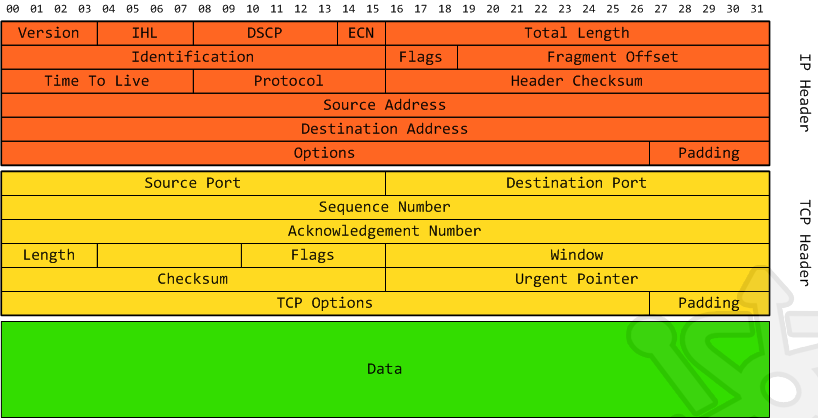 00 01 02 03 04 05 06 07 08 09 10 11 12 13 14 15 16 17 18 19 20 21 22 23 24 25 26 27 28 29 30 31
Version IHL DSCP ECN Total Length
Identification Flags Fragment Offset
Time To Live Protocol Header Checksum
Source Address
Destination Address
Options Padding
IP Header
Source Port Destination Port
Sequence Number
Acknowledgement Number
Length Flags Window
Checksum Urgent Pointer
TCP Options Padding
TCP Header
Data